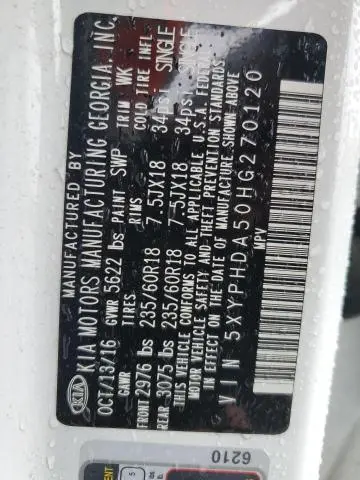 MANUFACTURED BY
KIA MOTORS MANUFACTURING GEORGIA, INC.
KIA
OCT/13/16 GVWR 5622 lbs PAINT SWP TRIM WK
GAWR TIRES RIMS COLD TIRE INFL
FRONT 2976 lbs 235/60R18 7.5JX18 34psi SINGLE
REAR 3075 lbs 235/60R18 7.5JX18 34psi SINGLE
THIS VEHICLE CONFORMS TO ALL APPLICABLE U.S.A. FEDERAL
MOTOR VEHICLE SAFETY AND THEFT PREVENTION STANDARDS
IN EFFECT ON THE DATE OF MANUFACTURE SHOWN ABOVE
VIN 5XYPHDA50HG270120
MPV
6210